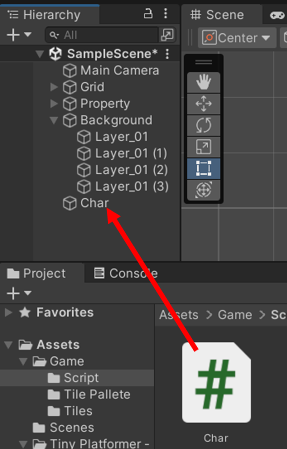 Hierarchy
Scene
All
Center
SampleScene*
Main Camera
Grid
Property
Background
Layer_01
Layer_01 (1)
Layer_01 (2)
Layer_01 (3)
Char
Project
Console
Favorites
Assets
Game
Script
Tile Pallete
Tiles
Scenes
Tiny Platformer -
Assets > Game > Sc
#
Char